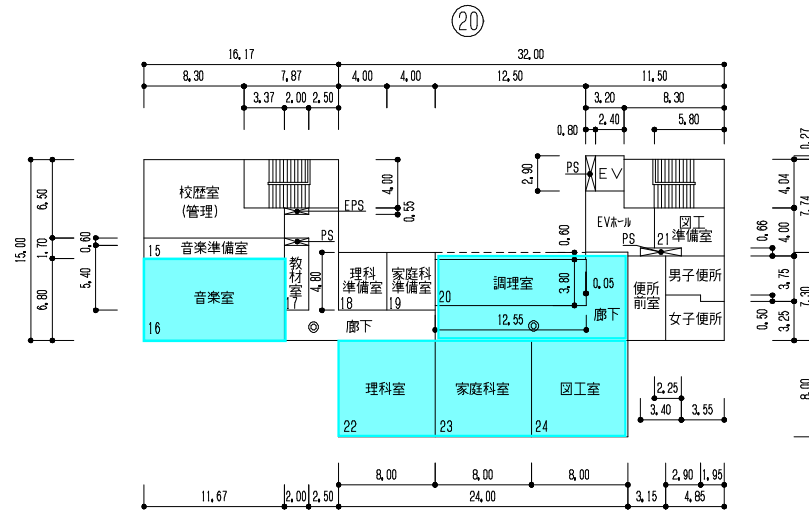 ⑳
16.17 32.00
8.30 7.87 4.00 4.00 12.50 11.50
3.37 2.00 2.50 3.20 8.30
0.80 2.40 5.80
0.27
15.00
6.50
1.70
0.60
5.40
6.80
校歴室
(管理)
EPS
4.00
0.55
2.90
PS
EV
4.04
7.74
4.00
0.66
15
音楽準備室
PS
教材室
17
4.80
理科
準備室
18
家庭科
準備室
19
0.60
EVホール
PS
21
図工
準備室
音楽室
16
廊下
20
調理室
3.80
0.05
12.55
廊下
便所
前室
男子便所
女子便所
3.75
7.30
0.50
3.25
理科室
22
家庭科室
23
図工室
24
2.25
3.40 3.55
8.00
8.00 8.00 8.00 2.90 1.95
11.67 2.00 2.50 24.00 3.15 4.85